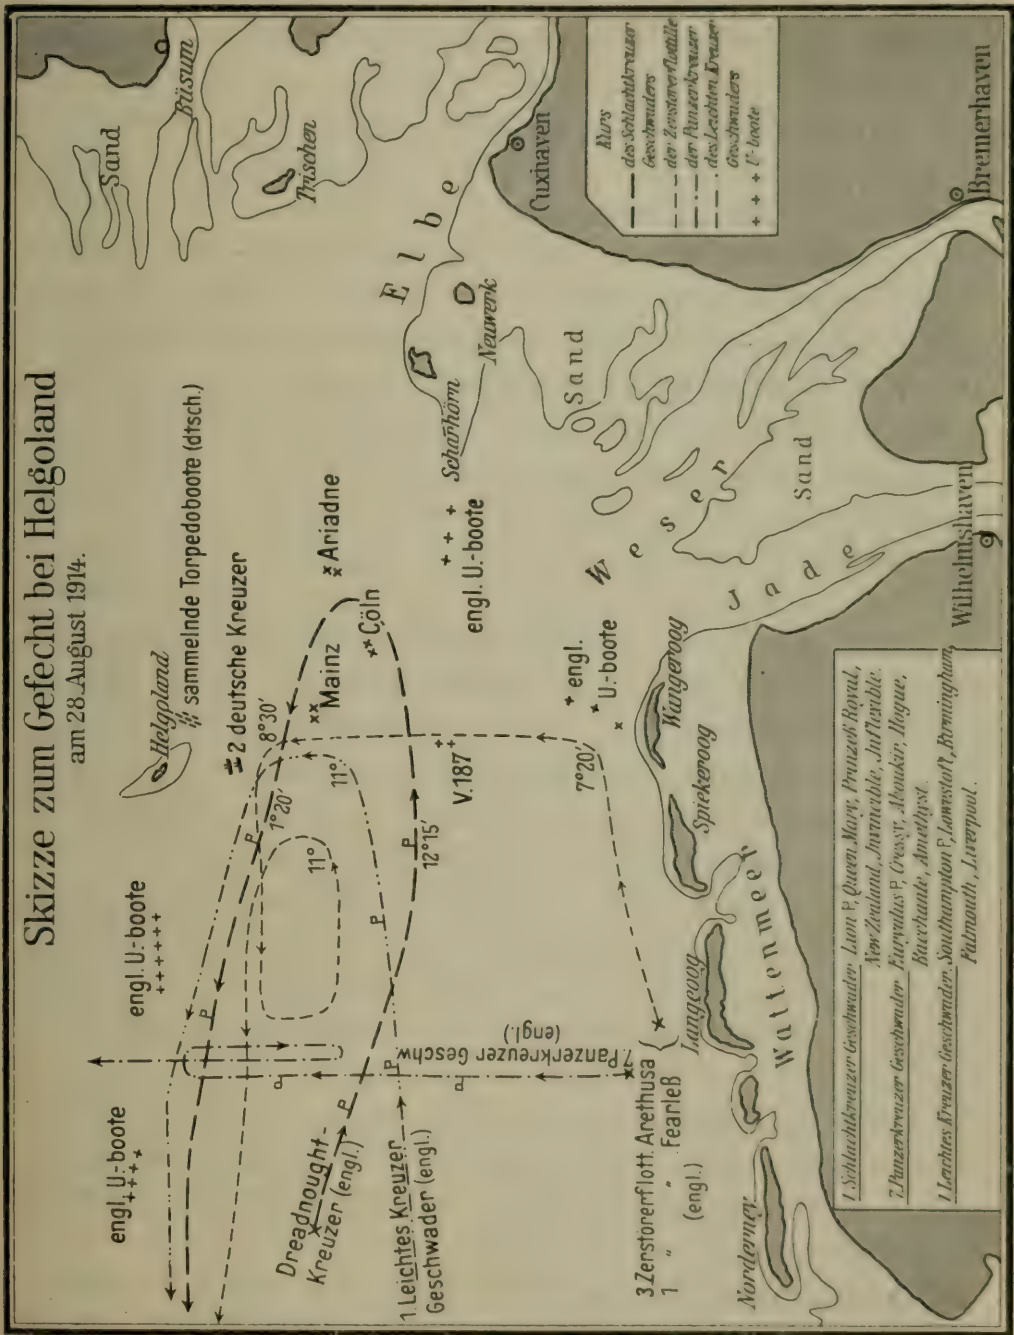 Skizze zum Gefecht bei Helgoland
am 28. August 1914.
Helgoland
sammelnde Torpedoboote (dtsch.)
2 deutsche Kreuzer
engl. U.-boote
engl. U.-boote
8°30'
1°20'
11°
11°
Mainz
Ariadne
Cöln
P
P
P
P
P
P
P
P
12°15'
V.187
Dreadnought-
Kreuzer (engl.)
1. Leichtes Kreuzer
Geschwader (engl.)
7. Panzerkreuzer Geschw
(engl.)
engl. U.-boote
engl.
U.-boote
7°20'
3 Zerstörerflott. Arethusa
1 " " Fearleß
(engl.)
Sand
Büsum
Trischen
Elbe
Scharhörn
Neuwerk
Cuxhaven
Sand
Weser
Sand
Jade
Wangeroog
Spiekeroog
Langeoog
Norderney
Wattenmeer
Wilhelmshaven
Bremerhaven
Kurs
des Schlachtkreuzer
Geschwaders
der Zerstörerflottille
der Panzerkreuzer
des Leichten Kreuzer
Geschwaders
+ + + U-boote
1 Schlachtkreuzer Geschwader Lion P, Queen Mary, Prinzeß Royal,
New Zealand, Invincible, Inflexible.
7. Panzerkreuzer Geschwader Euryalus P, Cressy, Aboukir, Hogue,
Bacchante, Amethyst.
1 Leichtes Kreuzer Geschwader. Southampton P, Lowestoft, Birmingham,
Falmouth, Liverpool.